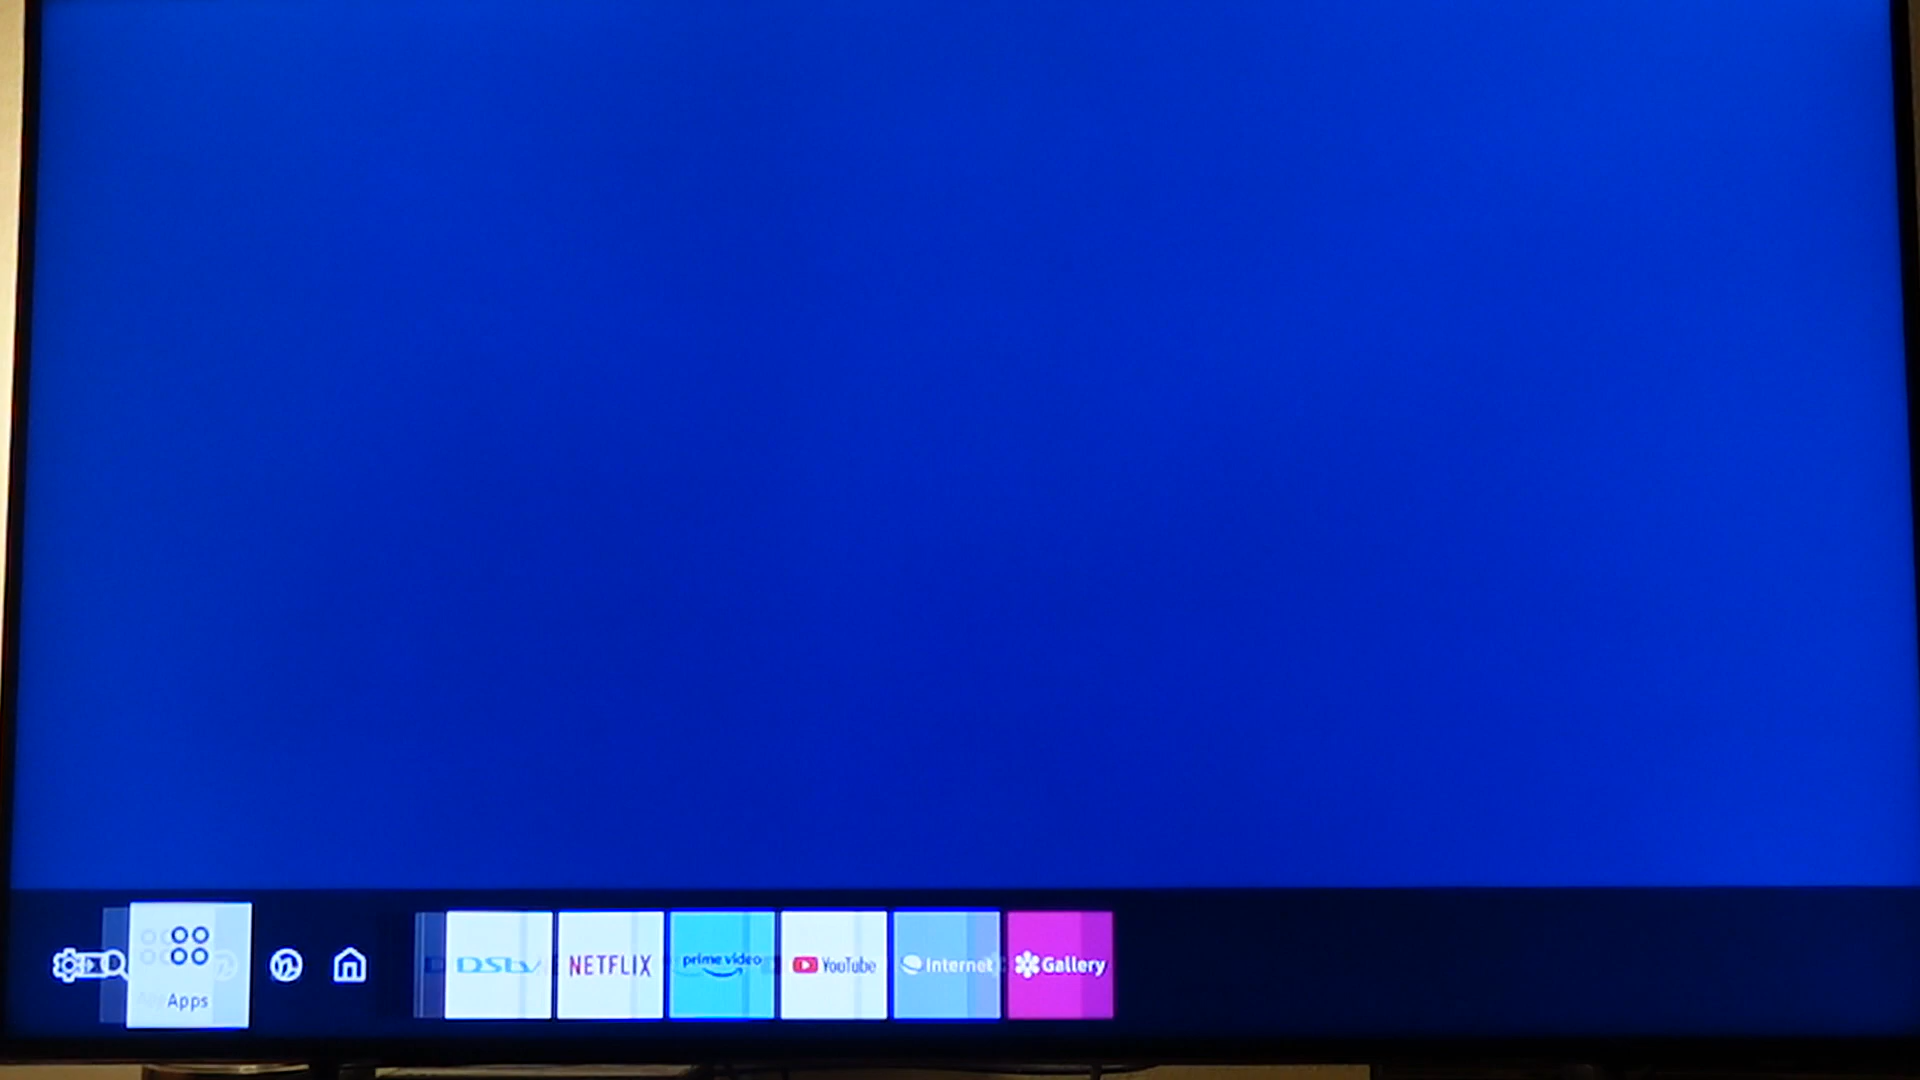 Apps
DStv
NETFLIX
prime video
YouTube
Internet
Gallery